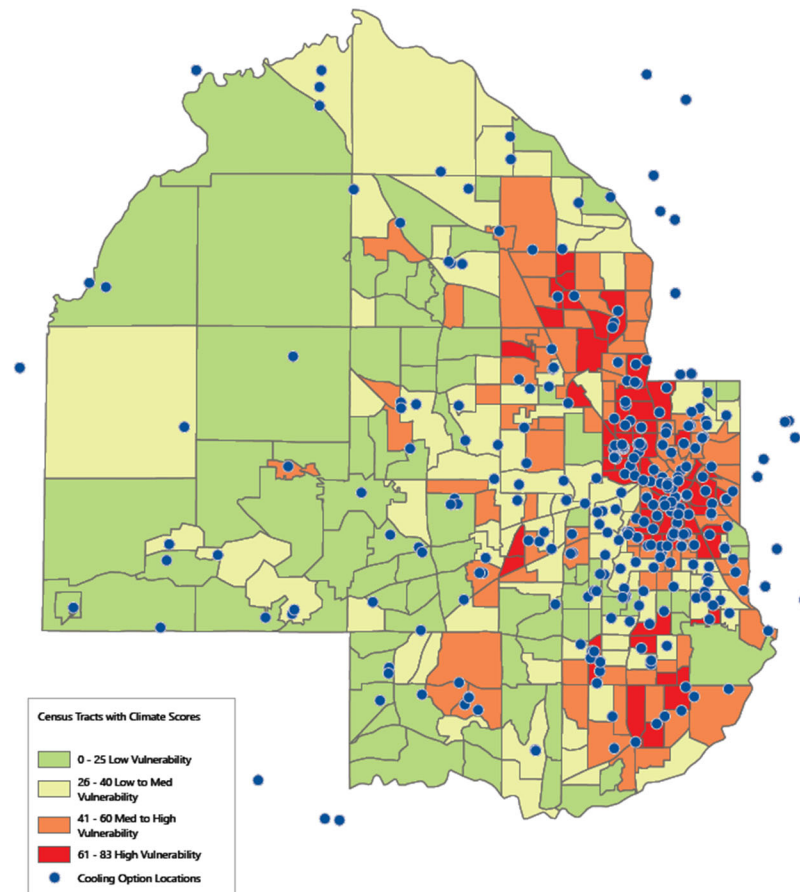 Census Tracts with Climate Scores
0 - 25 Low Vulnerability
26 - 40 Low to Med
Vulnerability
41 - 60 Med to High
Vulnerability
61 - 83 High Vulnerability
Cooling Option Locations